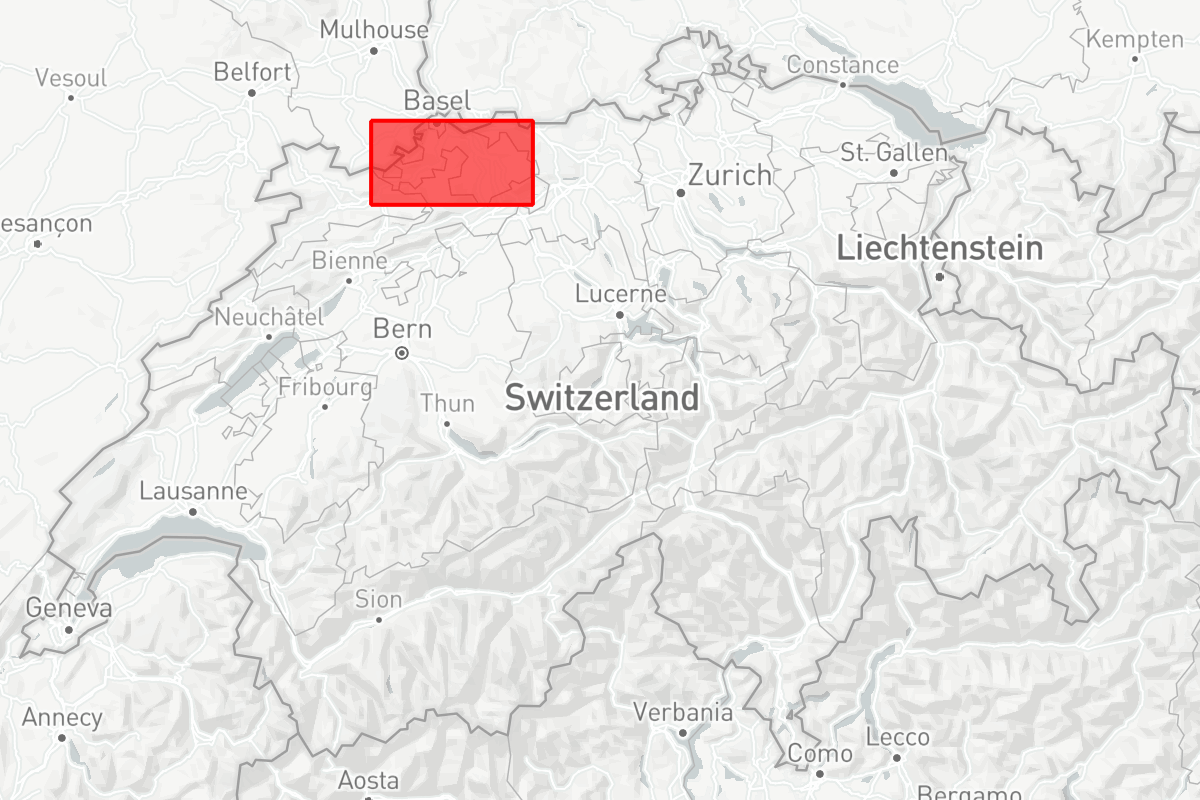 Mulhouse
Kempten
Belfort
Constance
Vesoul
Basel
St. Gallen
Zurich
esançon
Liechtenstein
Bienne
Lucerne
Neuchâtel
Bern
Fribourg
Switzerland
Thun
Lausanne
Sion
Geneva
Verbania
Annecy
Lecco
Como
Aosta
Bergamo